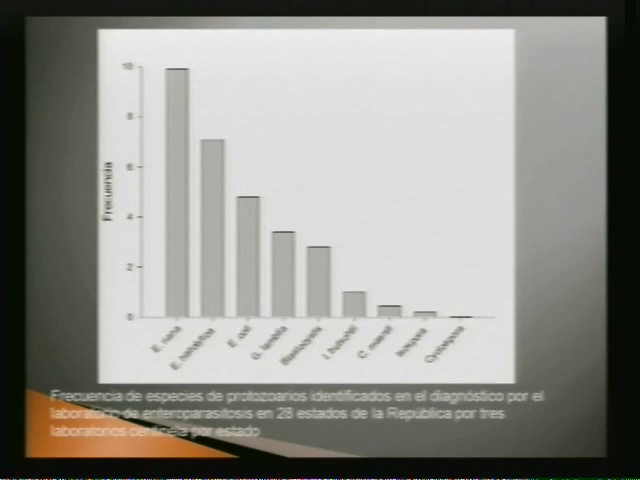 10
8
6
4
2
0
Frecuencia
E. nana
E. histolytica
E. coli
G. lamblia
Blastocystis
C. mesnili
Isospora
Cyclospora
Frecuencia de especies de protozoarios identificados en el diagnóstico por el
laboratorio de enteroparasitosis en 28 estados de la República por tres
laboratorios centinela por estado